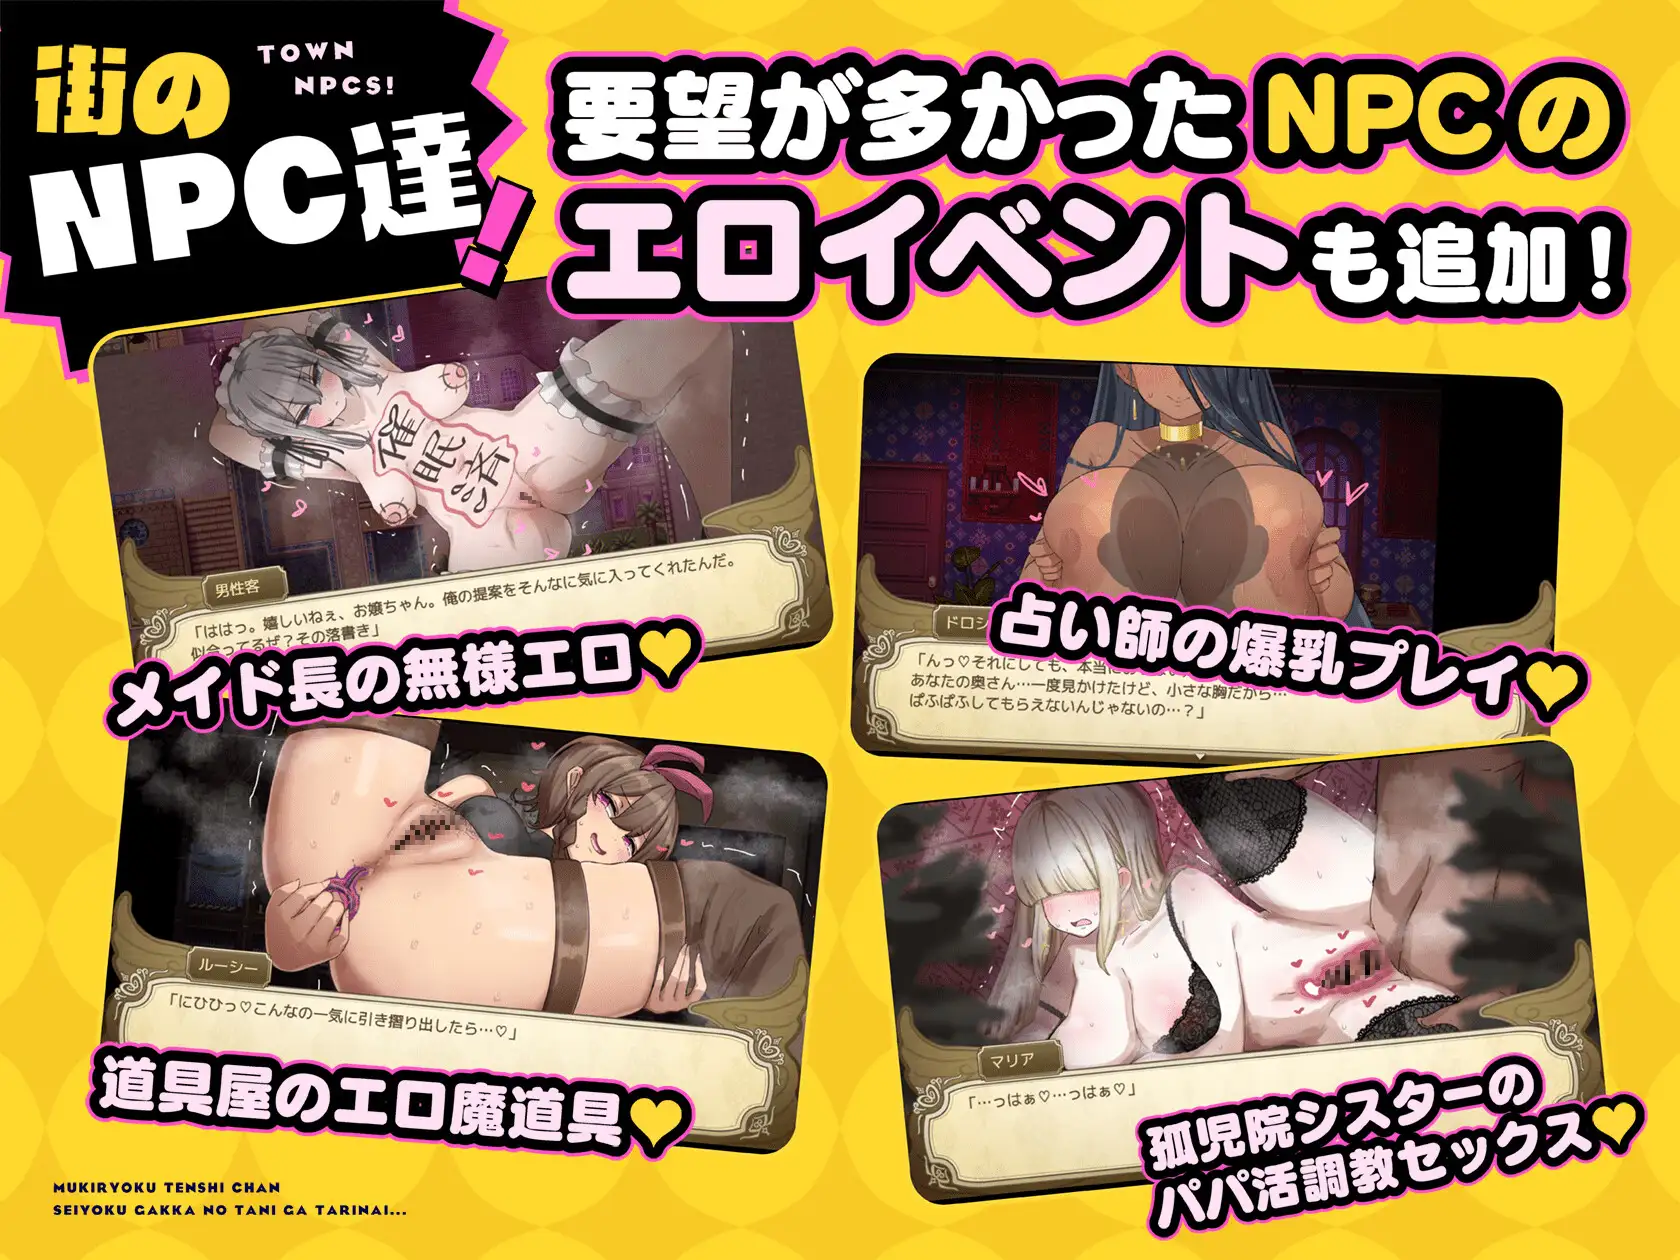 街の
TOWN
NPCS!
NPC達!
要望が多かったNPCの
エロイベントも追加!
催眠済
男性客
「ははっ。嬉しいねぇ、お嬢ちゃん。俺の提案をそんなに気に入ってくれたんだ。
似合ってるぜ?その落書き」
メイド長の無様エロ
ドロシ
「んっ♡それにしても、本当に
あなたの奥さん…一度見かけたけど、小さな胸だから…
ぱふぱふしてもらえないんじゃないの…?」
占い師の爆乳プレイ
ルーシー
「にひひっ♡こんなの一気に引き摺り出したら…♡」
道具屋のエロ魔道具
マリア
「…っはぁ♡…っはぁ♡」
孤児院シスターの
パパ活調教セックス
MUKIRYOKU TENSHI CHAN
SEIYOKU GAKKA NO TANI GA TARINAI...